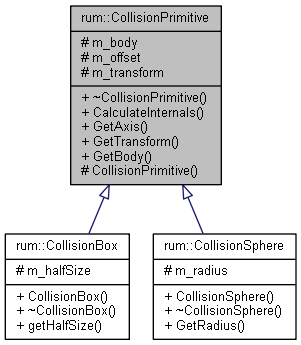 rum::CollisionPrimitive
# m_body
# m_offset
# m_transform
+ ~CollisionPrimitive()
+ CalculateInternals()
+ GetAxis()
+ GetTransform()
+ GetBody()
# CollisionPrimitive()
rum::CollisionBox
# m_halfSize
+ CollisionBox()
+ ~CollisionBox()
+ getHalfSize()
rum::CollisionSphere
# m_radius
+ CollisionSphere()
+ ~CollisionSphere()
+ GetRadius()